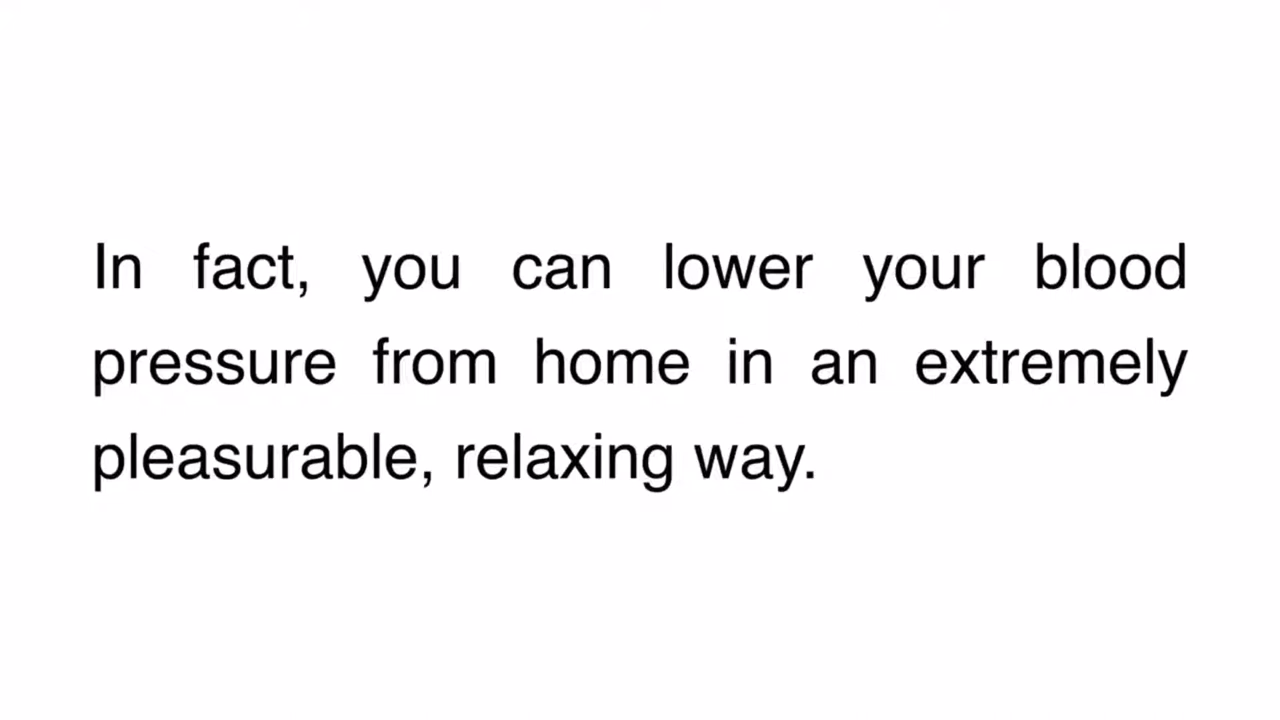 In fact, you can lower your blood
pressure from home in an extremely
pleasurable, relaxing way.